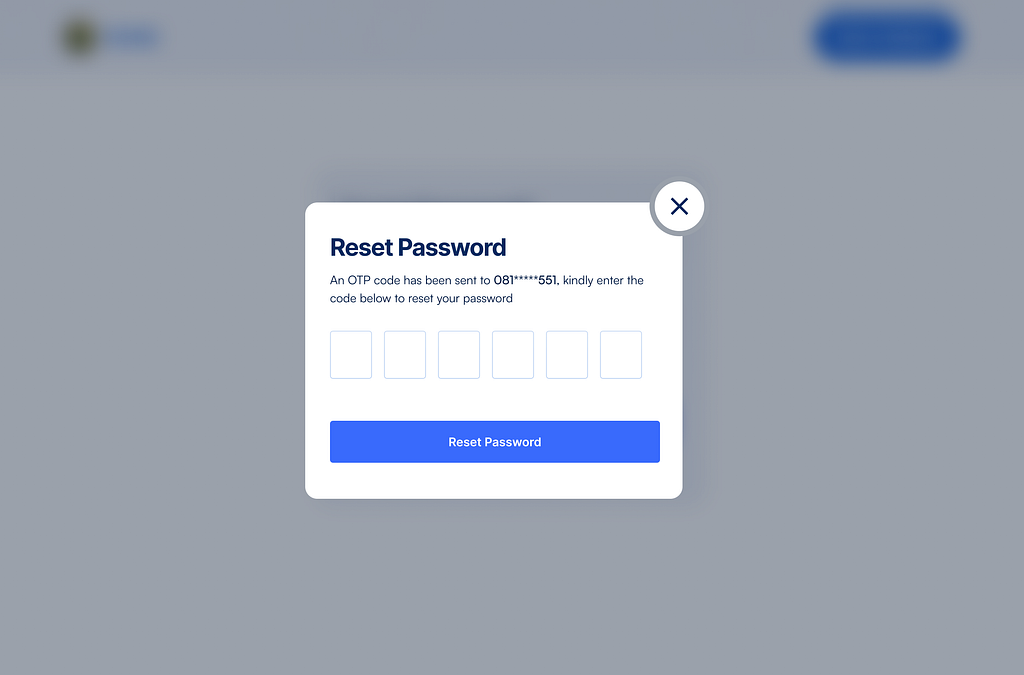 Reset Password
An OTP code has been sent to 081*****551, kindly enter the
code below to reset your password
Reset Password